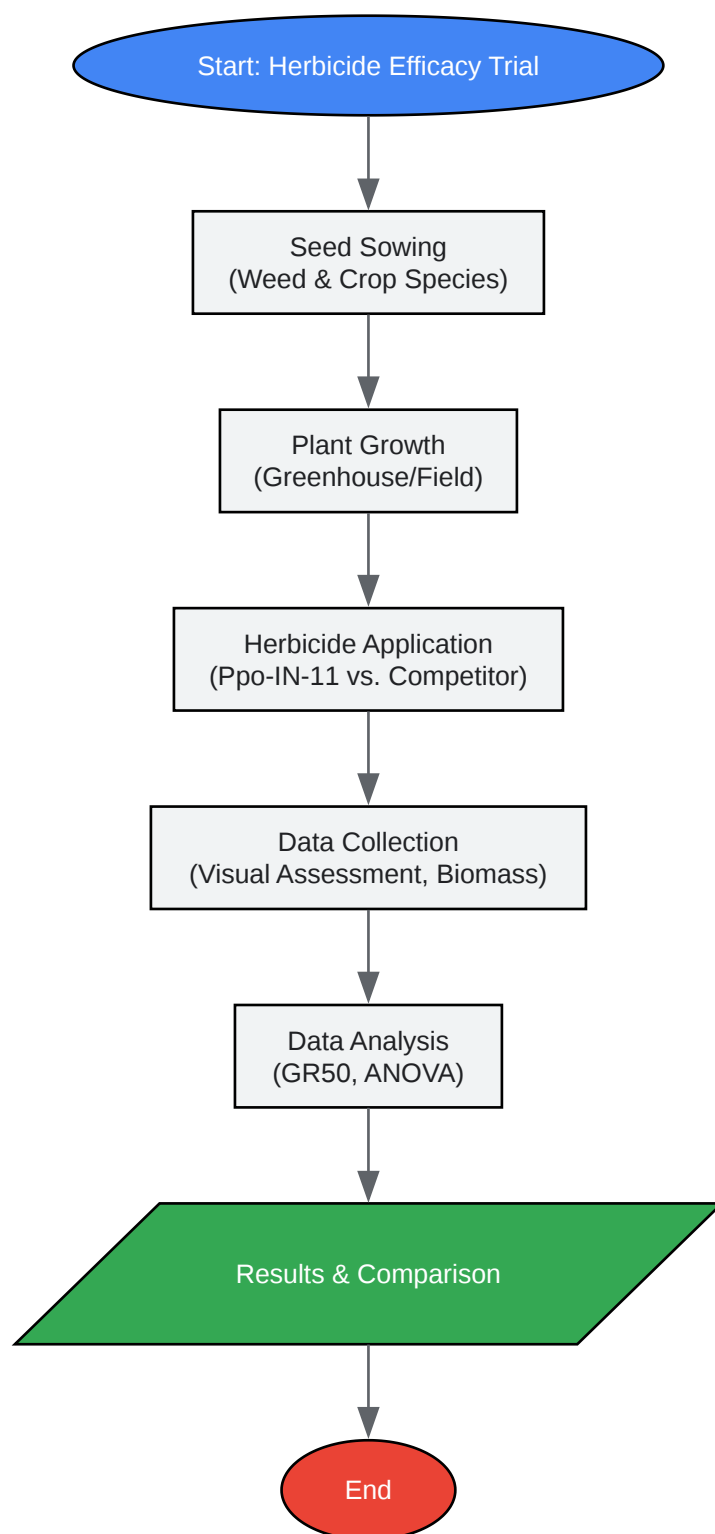 Start: Herbicide Efficacy Trial
Seed Sowing
(Weed & Crop Species)
Plant Growth
(Greenhouse/Field)
Herbicide Application
(Ppo-IN-11 vs. Competitor)
Data Collection
(Visual Assessment, Biomass)
Data Analysis
(GR50, ANOVA)
Results & Comparison
End